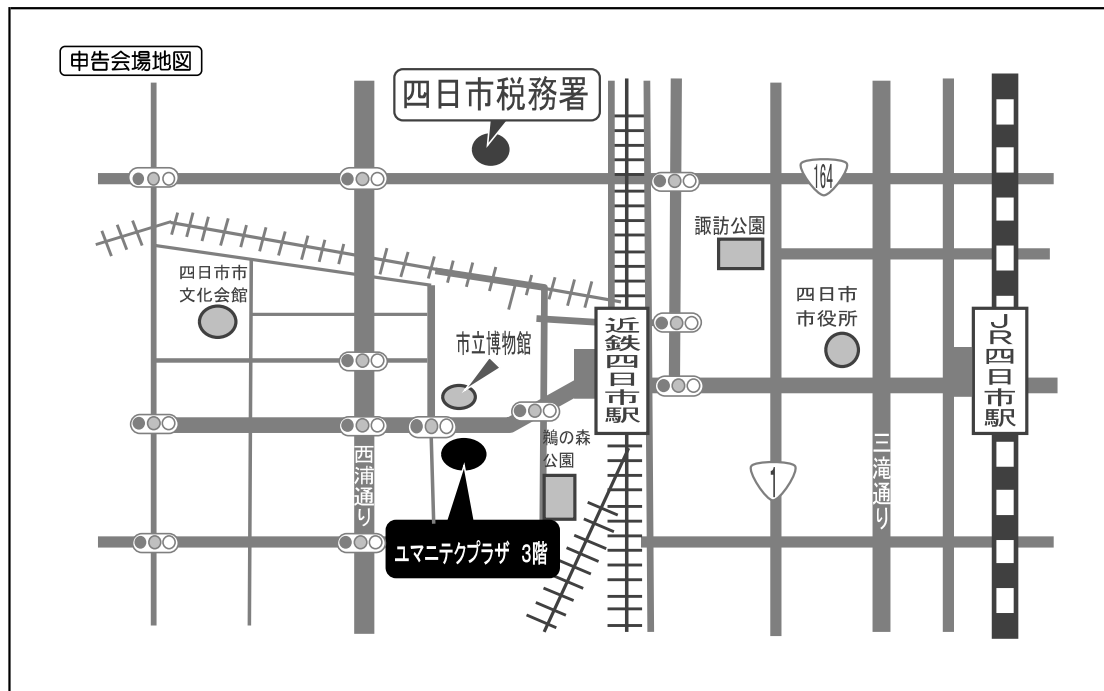 申告会場地図
四日市税務署
164
諏訪公園
四日市市
文化会館
四日市
市役所
市立博物館
近鉄四日市駅
JR四日市駅
鵜の森
公園
西浦通り
1
三滝通り
ユマニテクプラザ 3階